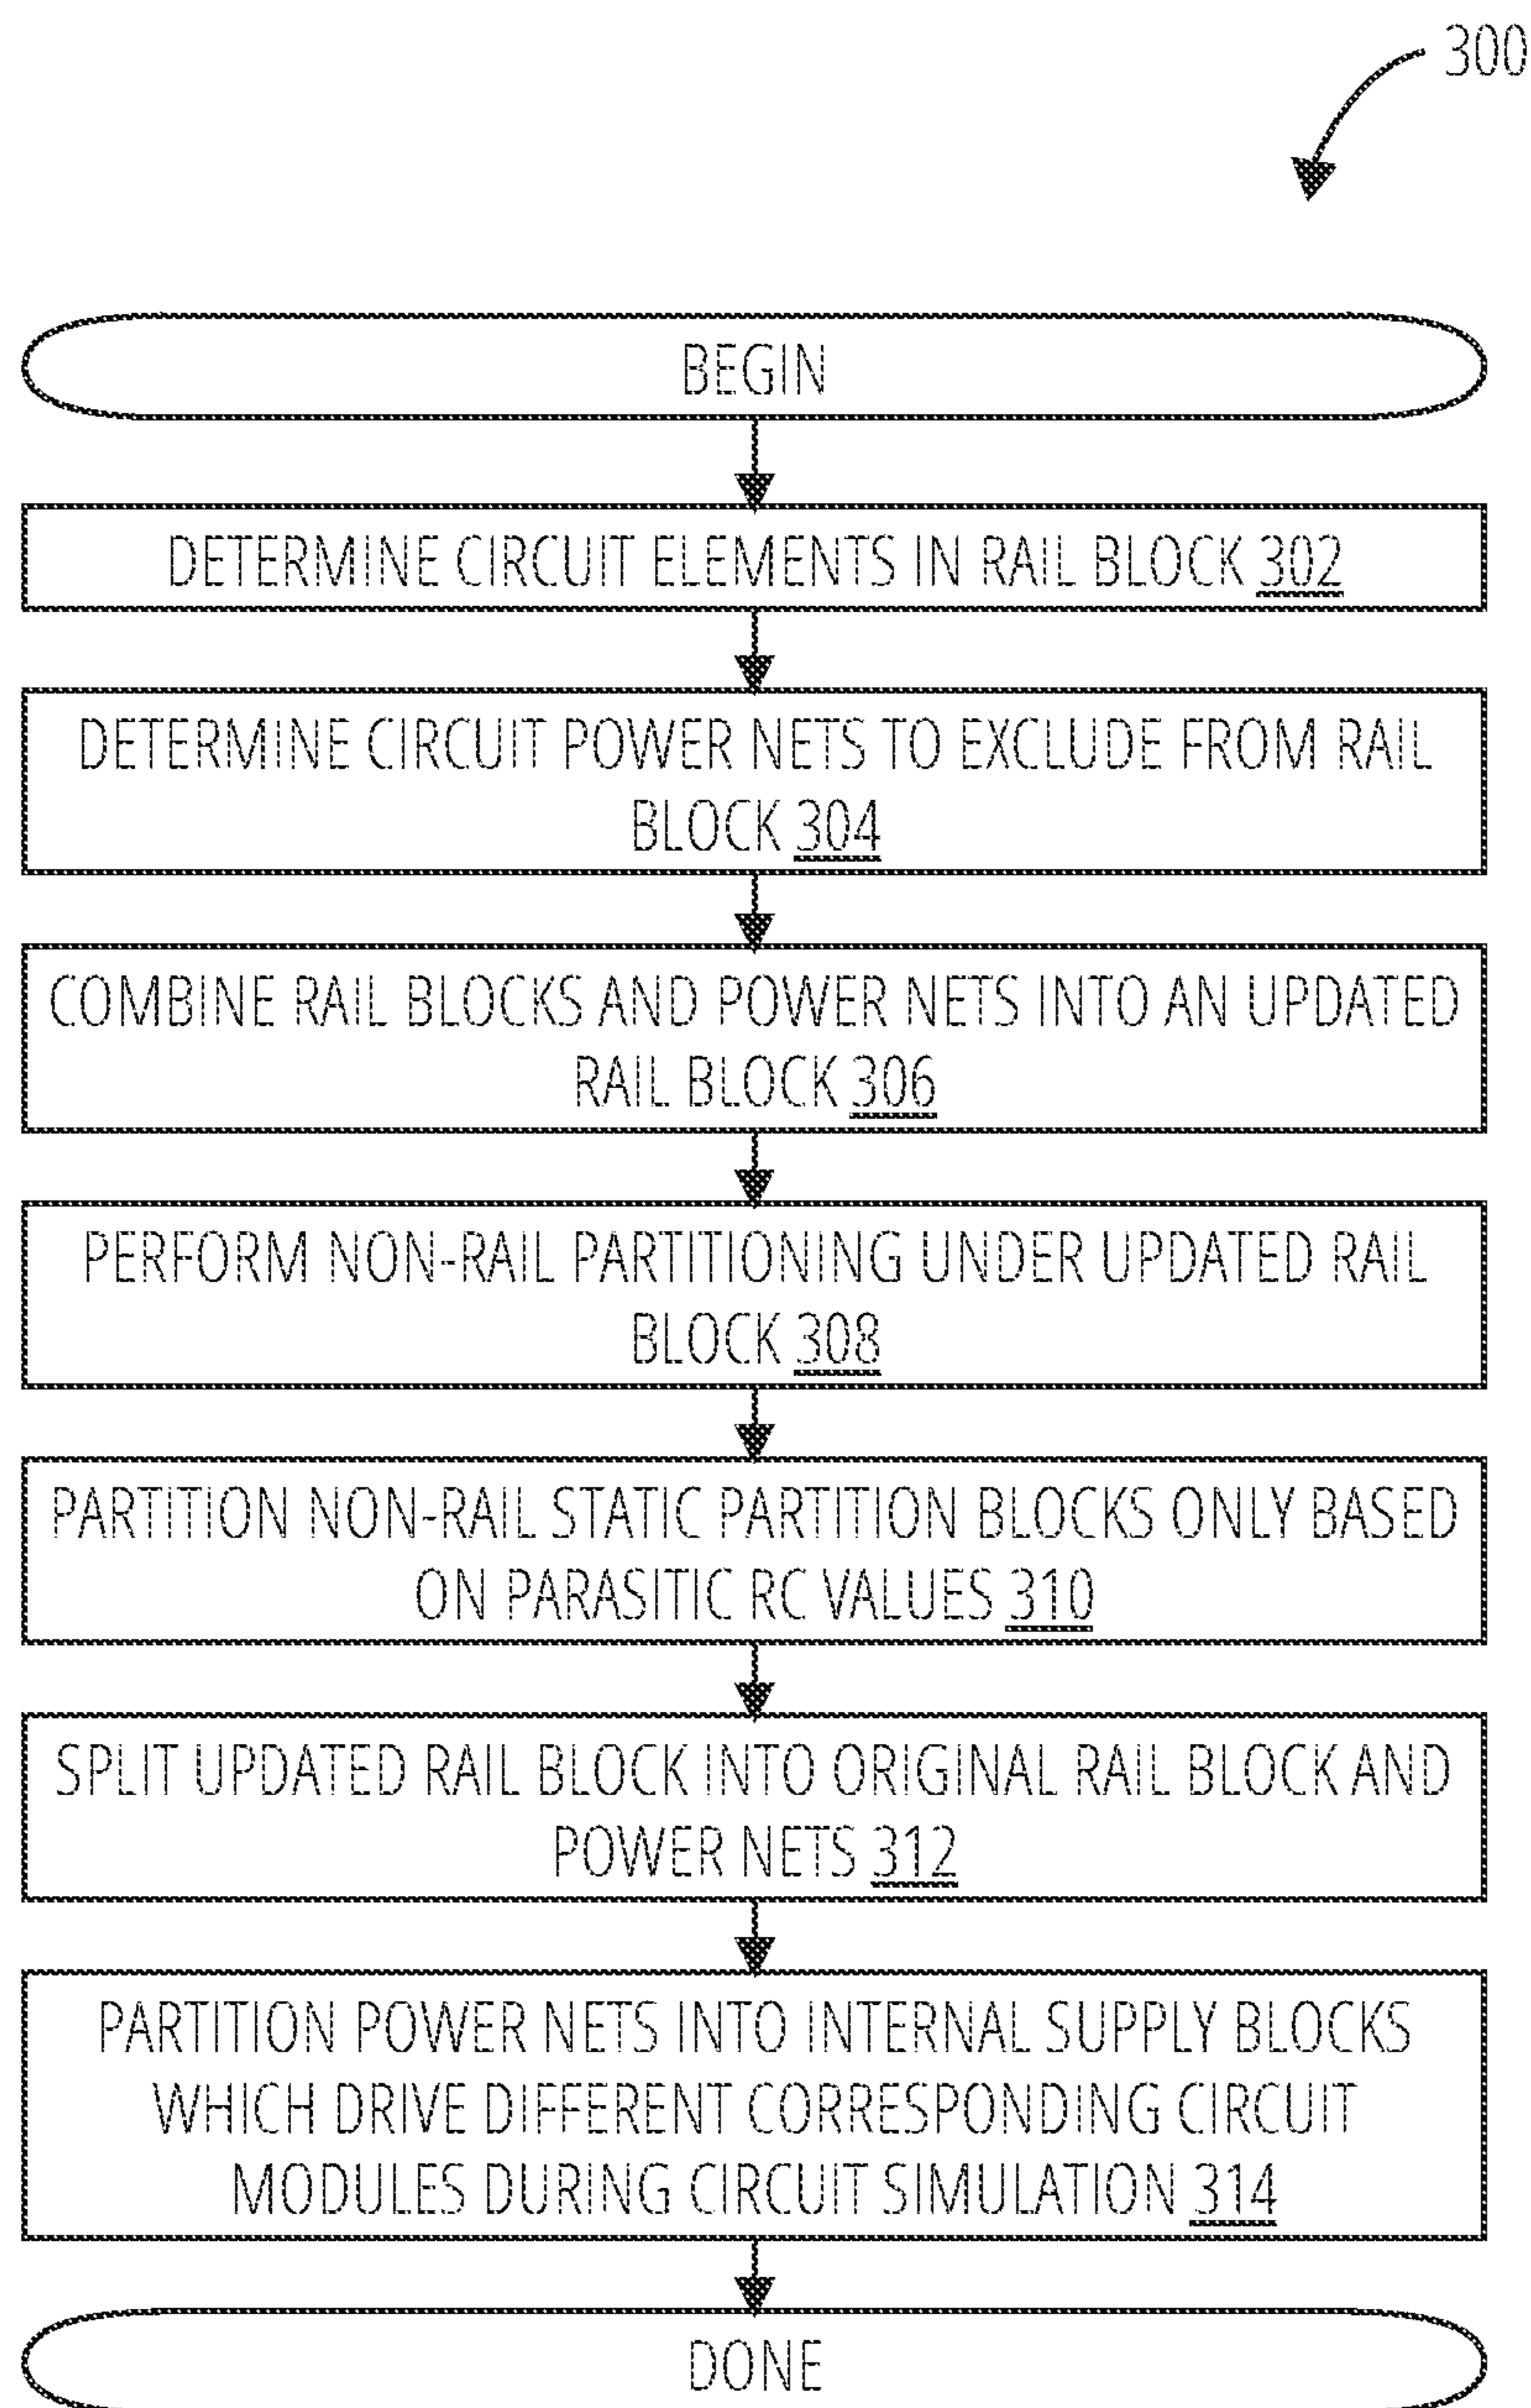 300
BEGIN
DETERMINE CIRCUIT ELEMENTS IN RAIL BLOCK 302
DETERMINE CIRCUIT POWER NETS TO EXCLUDE FROM RAIL
BLOCK 304
COMBINE RAIL BLOCKS AND POWER NETS INTO AN UPDATED
RAIL BLOCK 306
PERFORM NON-RAIL PARTITIONING UNDER UPDATED RAIL
BLOCK 308
PARTITION NON-RAIL STATIC PARTITION BLOCKS ONLY BASED
ON PARASITIC RC VALUES 310
SPLIT UPDATED RAIL BLOCK INTO ORIGINAL RAIL BLOCK AND
POWER NETS 312
PARTITION POWER NETS INTO INTERNAL SUPPLY BLOCKS
WHICH DRIVE DIFFERENT CORRESPONDING CIRCUIT
MODULES DURING CIRCUIT SIMULATION 314
DONE